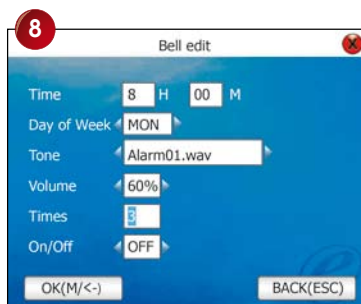 8
Bell edit
Time 8 H 00 M
Day of Week MON
Tone Alarm01.wav
Volume 60%
Times 3
On/Off OFF
OK(M/<-) BACK(ESC)